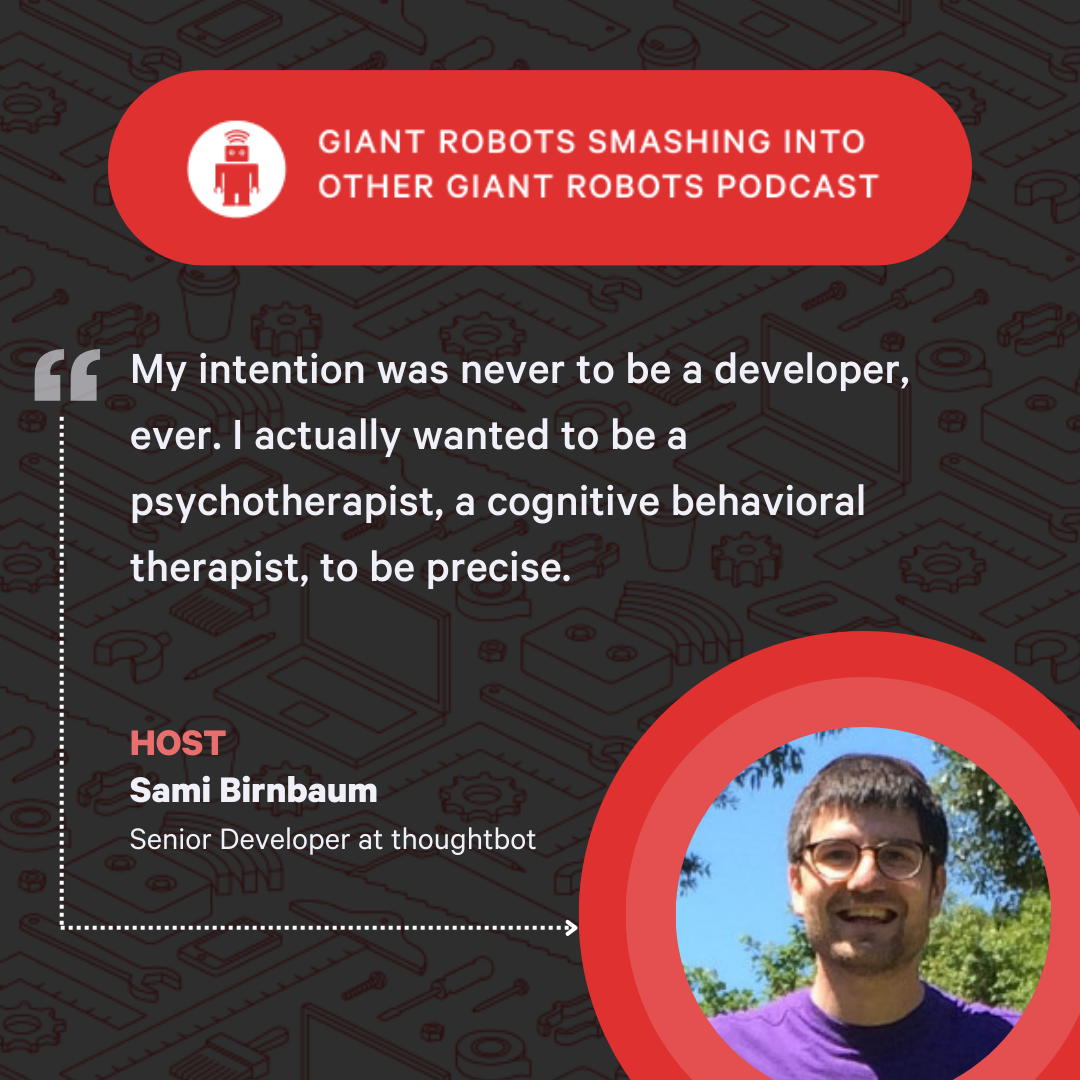 GIANT ROBOTS SMASHING INTO
OTHER GIANT ROBOTS PODCAST
“
My intention was never to be a developer,
ever. I actually wanted to be a
psychotherapist, a cognitive behavioral
therapist, to be precise.
HOST
Sami Birnbaum
Senior Developer at thoughtbot